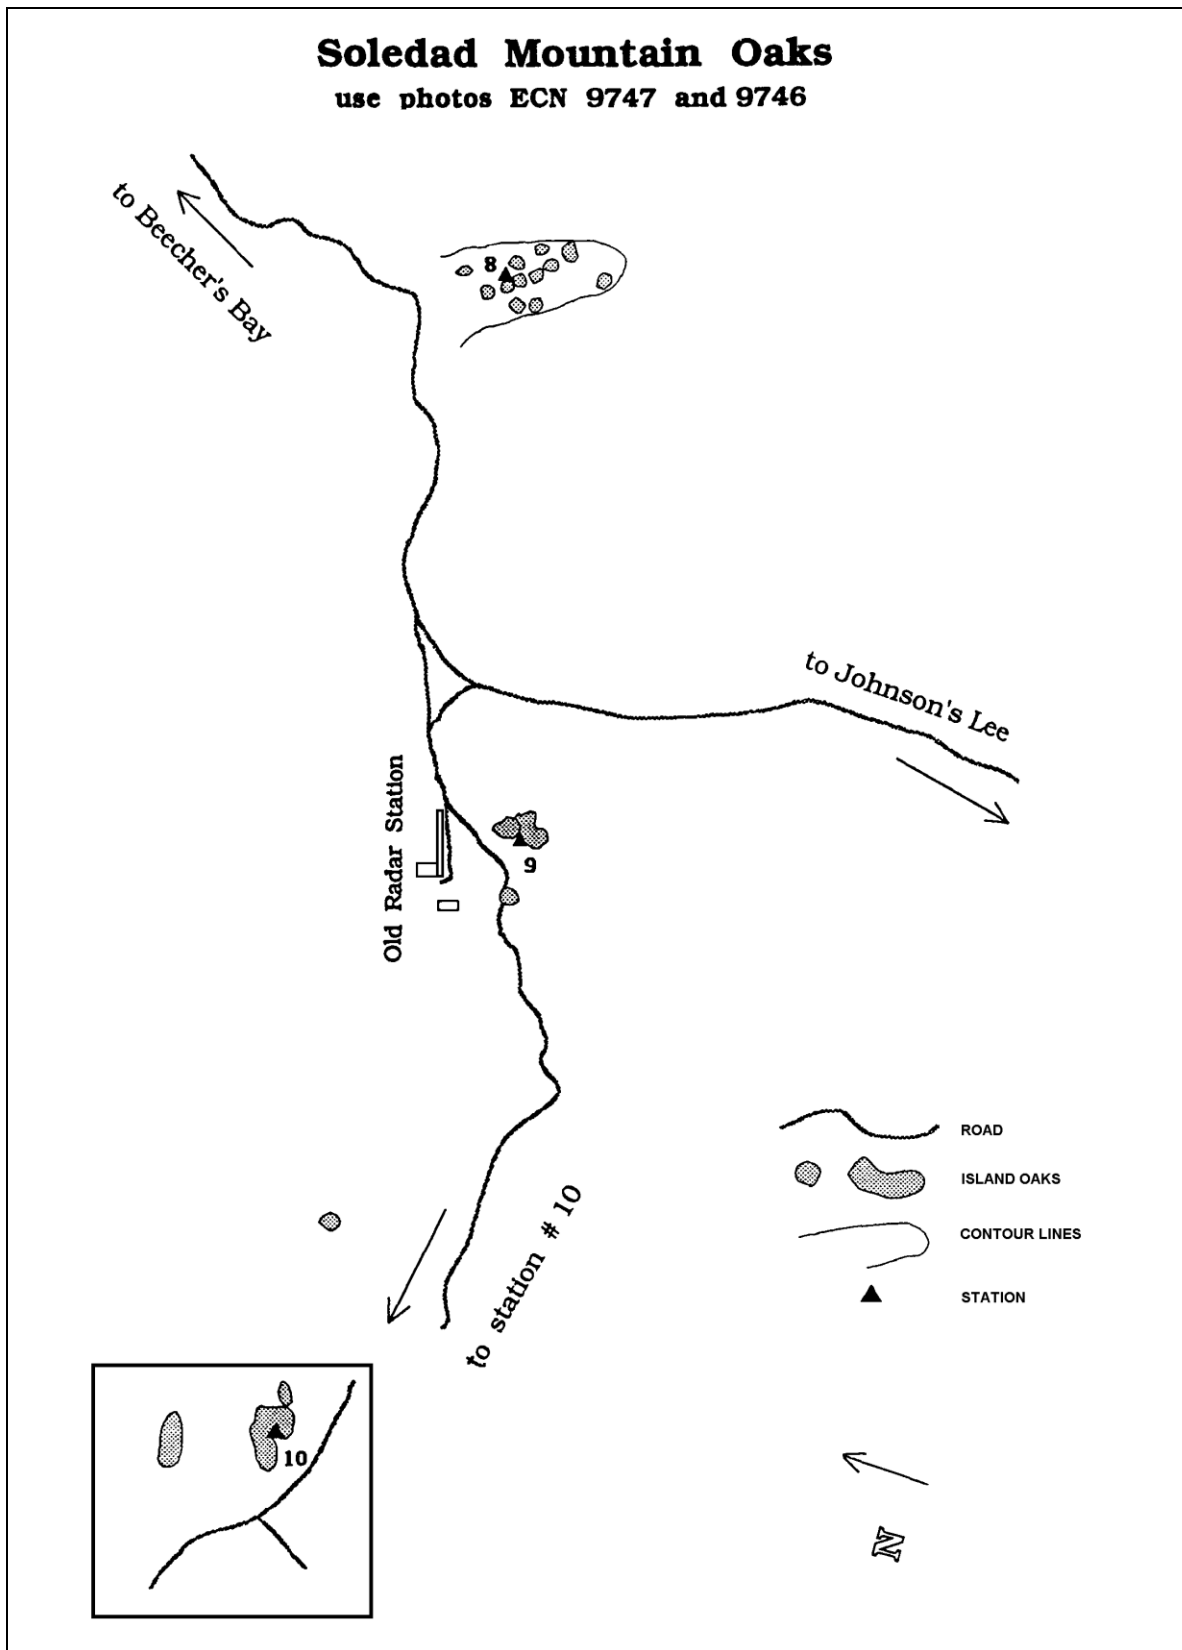 Soledad Mountain Oaks
use photos ECN 9747 and 9746
to Beecher's Bay
8
to Johnson's Lee
Old Radar Station
9
ROAD
ISLAND OAKS
CONTOUR LINES
STATION
to station # 10
10
N